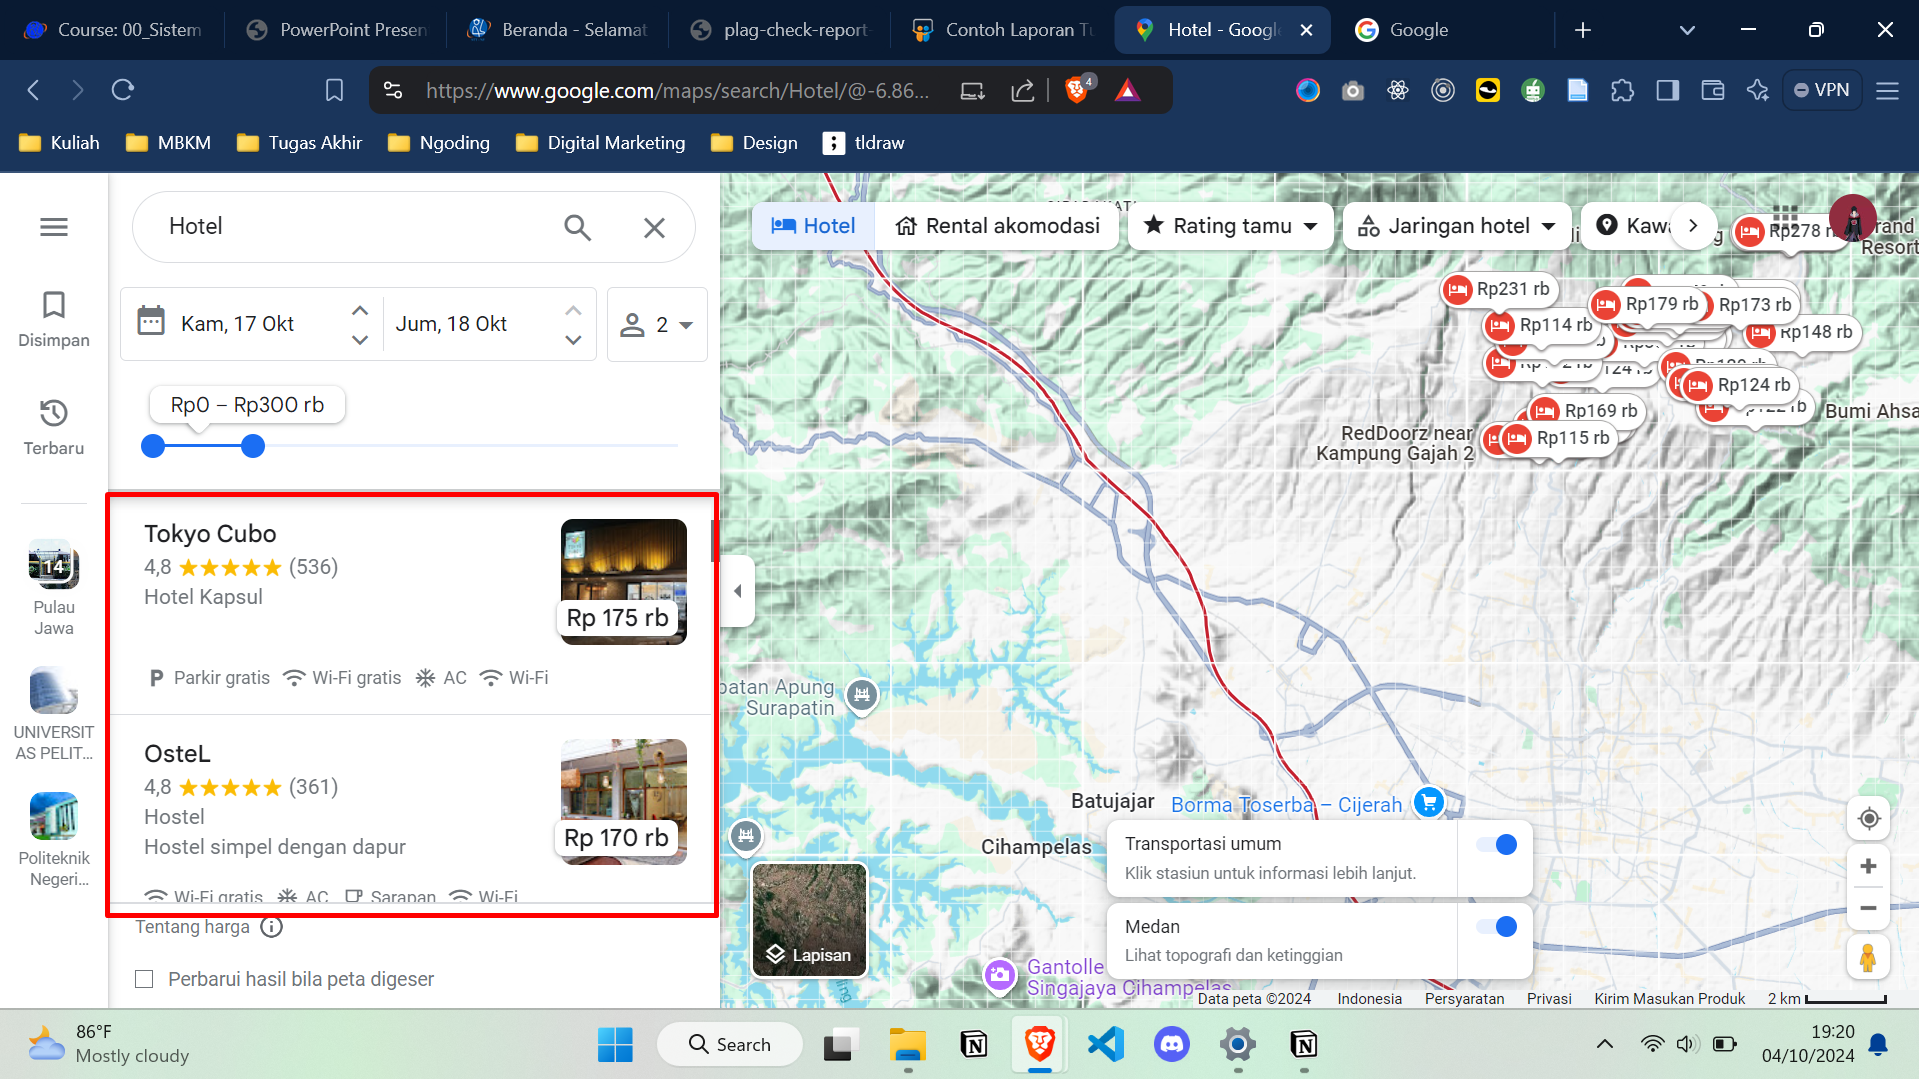 Course: 00_Sistem
PowerPoint Presen
Beranda - Selamat
plag-check-report-
Contoh Laporan Tu
Hotel - Google
Google
https://www.google.com/maps/search/Hotel/@-6.86...
4
VPN
Kuliah
MBKM
Tugas Akhir
Ngoding
Digital Marketing
Design
tldraw
Hotel
Kam, 17 Okt
Jum, 18 Okt
2
Rp0 – Rp300 rb
Disimpan
Terbaru
14
Pulau
Jawa
UNIVERSIT
AS PELIT...
Politeknik
Negeri...
Tokyo Cubo
4,8
(536)
Hotel Kapsul
Rp 175 rb
Parkir gratis
Wi-Fi gratis
AC
Wi-Fi
OsteL
4,8
(361)
Hostel
Hostel simpel dengan dapur
Rp 170 rb
Wi-Fi gratis
AC
Sarapan
Wi-Fi
Tentang harga
Perbarui hasil bila peta digeser
Hotel
Rental akomodasi
Rating tamu
Jaringan hotel
Kawa
Rp278 r
rand
Resort
Rp231 rb
Rp179 rb
Rp173 rb
Rp114 rb
Rp148 rb
Rp124 rb
Bumi Ahsa
Rp169 rb
RedDoorz near
Kampung Gajah 2
Rp115 rb
batan Apung
Surapatin
Batujajar
Borma Toserba – Cijerah
Cihampelas
Transportasi umum
Klik stasiun untuk informasi lebih lanjut.
Medan
Lihat topografi dan ketinggian
Lapisan
Gantolle
Singajaya Cihampelas
Data peta ©2024
Indonesia
Persyaratan
Privasi
Kirim Masukan Produk
2 km
86°F
Mostly cloudy
Search
19:20
04/10/2024